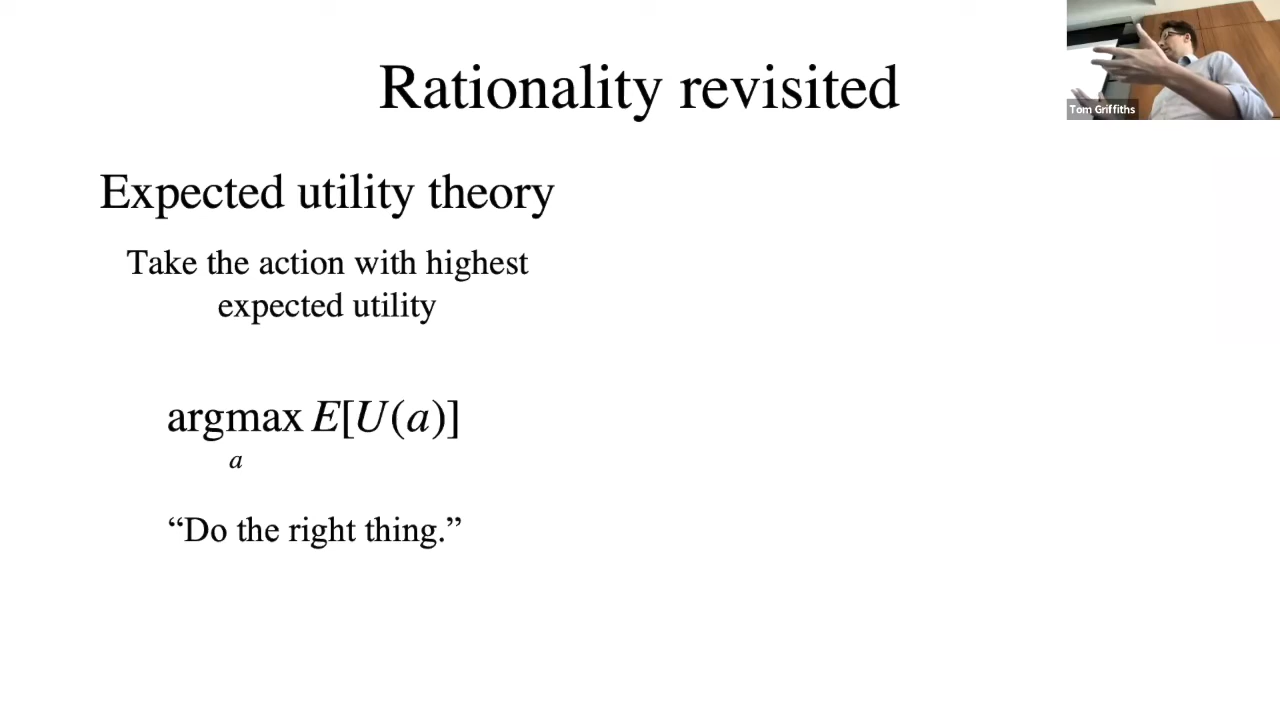 Rationality revisited
Tom Griffiths
Expected utility theory
Take the action with highest
expected utility
argmax E[U(a)]
a
“Do the right thing.”